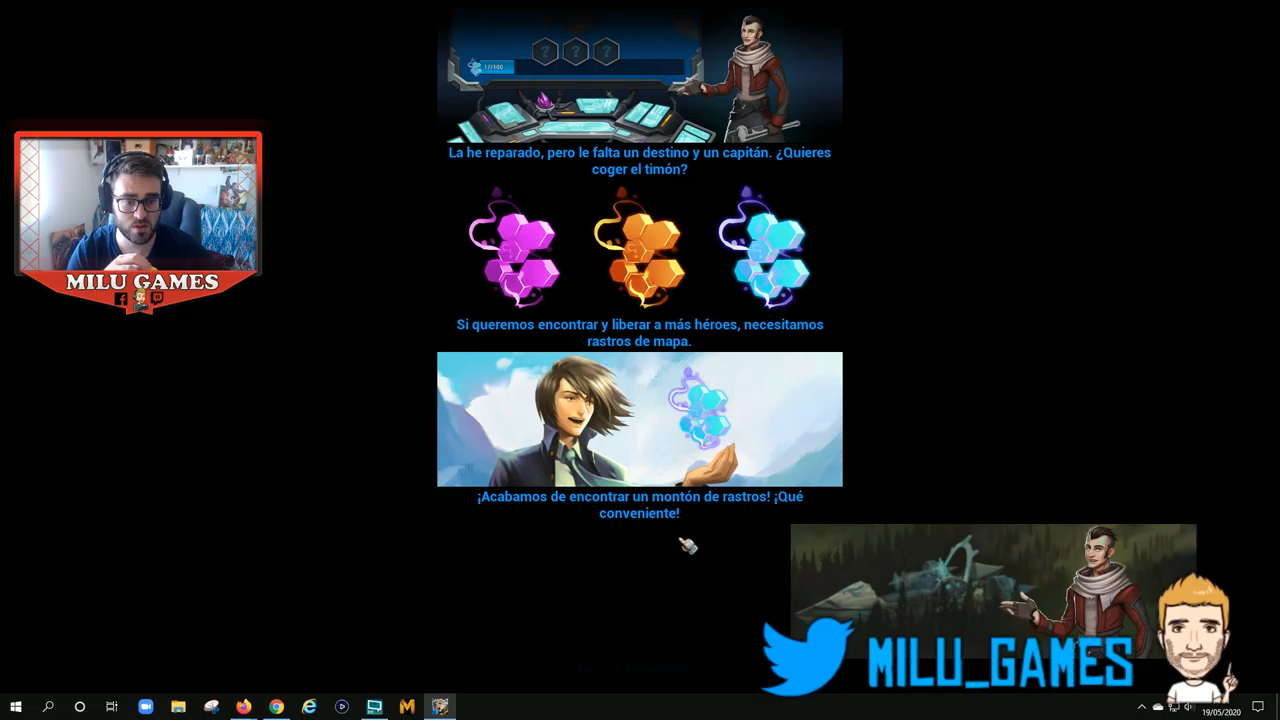 ? ? ?
17/100
La he reparado, pero le falta un destino y un capitán. ¿Quieres
coger el timón?
MILU GAMES
Si queremos encontrar y liberar a más héroes, necesitamos
rastros de mapa.
¡Acabamos de encontrar un montón de rastros! ¡Qué
conveniente!
MILU_GAMES
19/05/2020